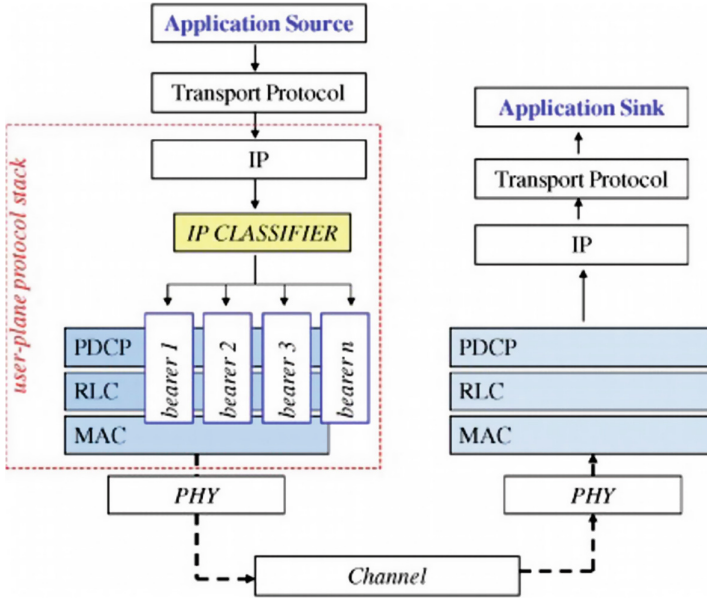 Application Source
Transport Protocol
IP
IP CLASSIFIER
user-plane protocol stack
PDCP
RLC
MAC
bearer 1
bearer 2
bearer 3
bearer n
PHY
Channel
Application Sink
Transport Protocol
IP
PDCP
RLC
MAC
PHY